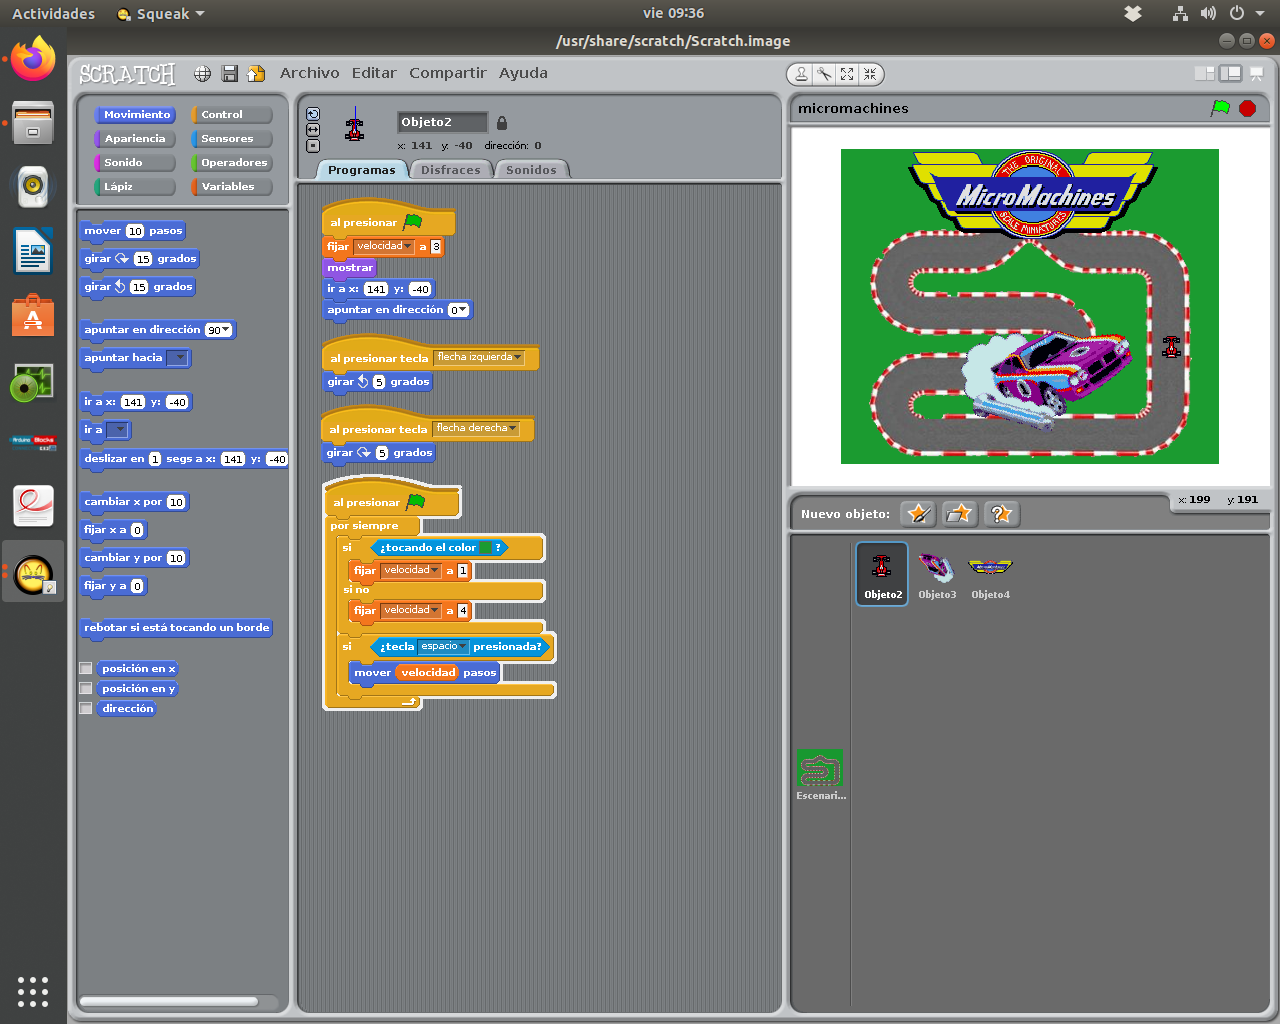 Actividades
Squeak
vie 09:36
/usr/share/scratch/Scratch.image
SCRATCH
Archivo Editar Compartir Ayuda
Movimiento Control
Apariencia Sensores
Sonido Operadores
Lápiz Variables
mover 10 pasos
girar 15 grados
girar 15 grados
apuntar en dirección 90
apuntar hacia
ir a x: 141 y: -40
ir a
deslizar en 1 segs a x: 141 y: -40
cambiar x por 10
fijar x a 0
cambiar y por 10
fijar y a 0
rebotar si está tocando un borde
posición en x
posición en y
dirección
Objeto2
x: 141 y: -40 dirección: 0
Programas Disfraces Sonidos
al presionar
fijar velocidad a 3
mostrar
ir a x: 141 y: -40
apuntar en dirección 0
al presionar tecla flecha izquierda
girar 5 grados
al presionar tecla flecha derecha
girar 5 grados
al presionar
por siempre
si ¿tocando el color ?
fijar velocidad a 1
si no
fijar velocidad a 4
si ¿tecla espacio presionada?
mover velocidad pasos
micromachines
THE ORIGINAL
MicroMachines
SCALE MINIATURES
x: 199 y: 191
Nuevo objeto:
Objeto2 Objeto3 Objeto4
Escenari...